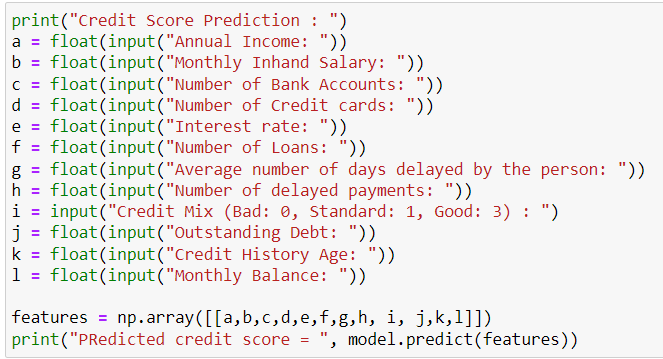 print("Credit Score Prediction : ")
a = float(input("Annual Income: "))
b = float(input("Monthly Inhand Salary: "))
c = float(input("Number of Bank Accounts: "))
d = float(input("Number of Credit cards: "))
e = float(input("Interest rate: "))
f = float(input("Number of Loans: "))
g = float(input("Average number of days delayed by the person: "))
h = float(input("Number of delayed payments: "))
i = input("Credit Mix (Bad: 0, Standard: 1, Good: 3) : ")
j = float(input("Outstanding Debt: "))
k = float(input("Credit History Age: "))
l = float(input("Monthly Balance: "))
features = np.array([[a,b,c,d,e,f,g,h, i, j,k,l]])
print("PRedicted credit score = ", model.predict(features))